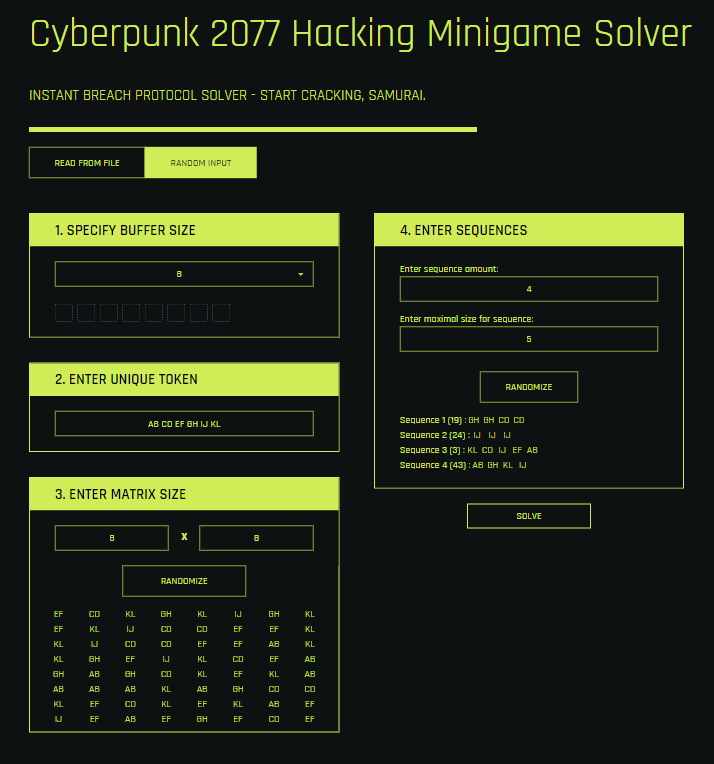 Cyberpunk 2077 Hacking Minigame Solver
INSTANT BREACH PROTOCOL SOLVER - START CRACKING, SAMURAI.
READ FROM FILE
RANDOM INPUT
1. SPECIFY BUFFER SIZE
8
2. ENTER UNIQUE TOKEN
AB CD EF GH IJ KL
3. ENTER MATRIX SIZE
8 X 8
RANDOMIZE
EF CD KL GH KL IJ GH KL
EF KL IJ CD CD EF EF KL
KL IJ CD CD EF EF AB KL
KL GH EF IJ KL CD EF AB
GH AB GH CD KL EF KL AB
AB AB AB KL AB GH CD CD
KL EF CD KL EF KL AB EF
IJ EF AB EF GH EF CD EF
4. ENTER SEQUENCES
Enter sequence amount:
4
Enter maximal size for sequence:
5
RANDOMIZE
Sequence 1 (19) : GH GH CD CD
Sequence 2 (24) : IJ IJ IJ
Sequence 3 (3) : KL CD IJ EF AB
Sequence 4 (43) : AB GH KL IJ
SOLVE